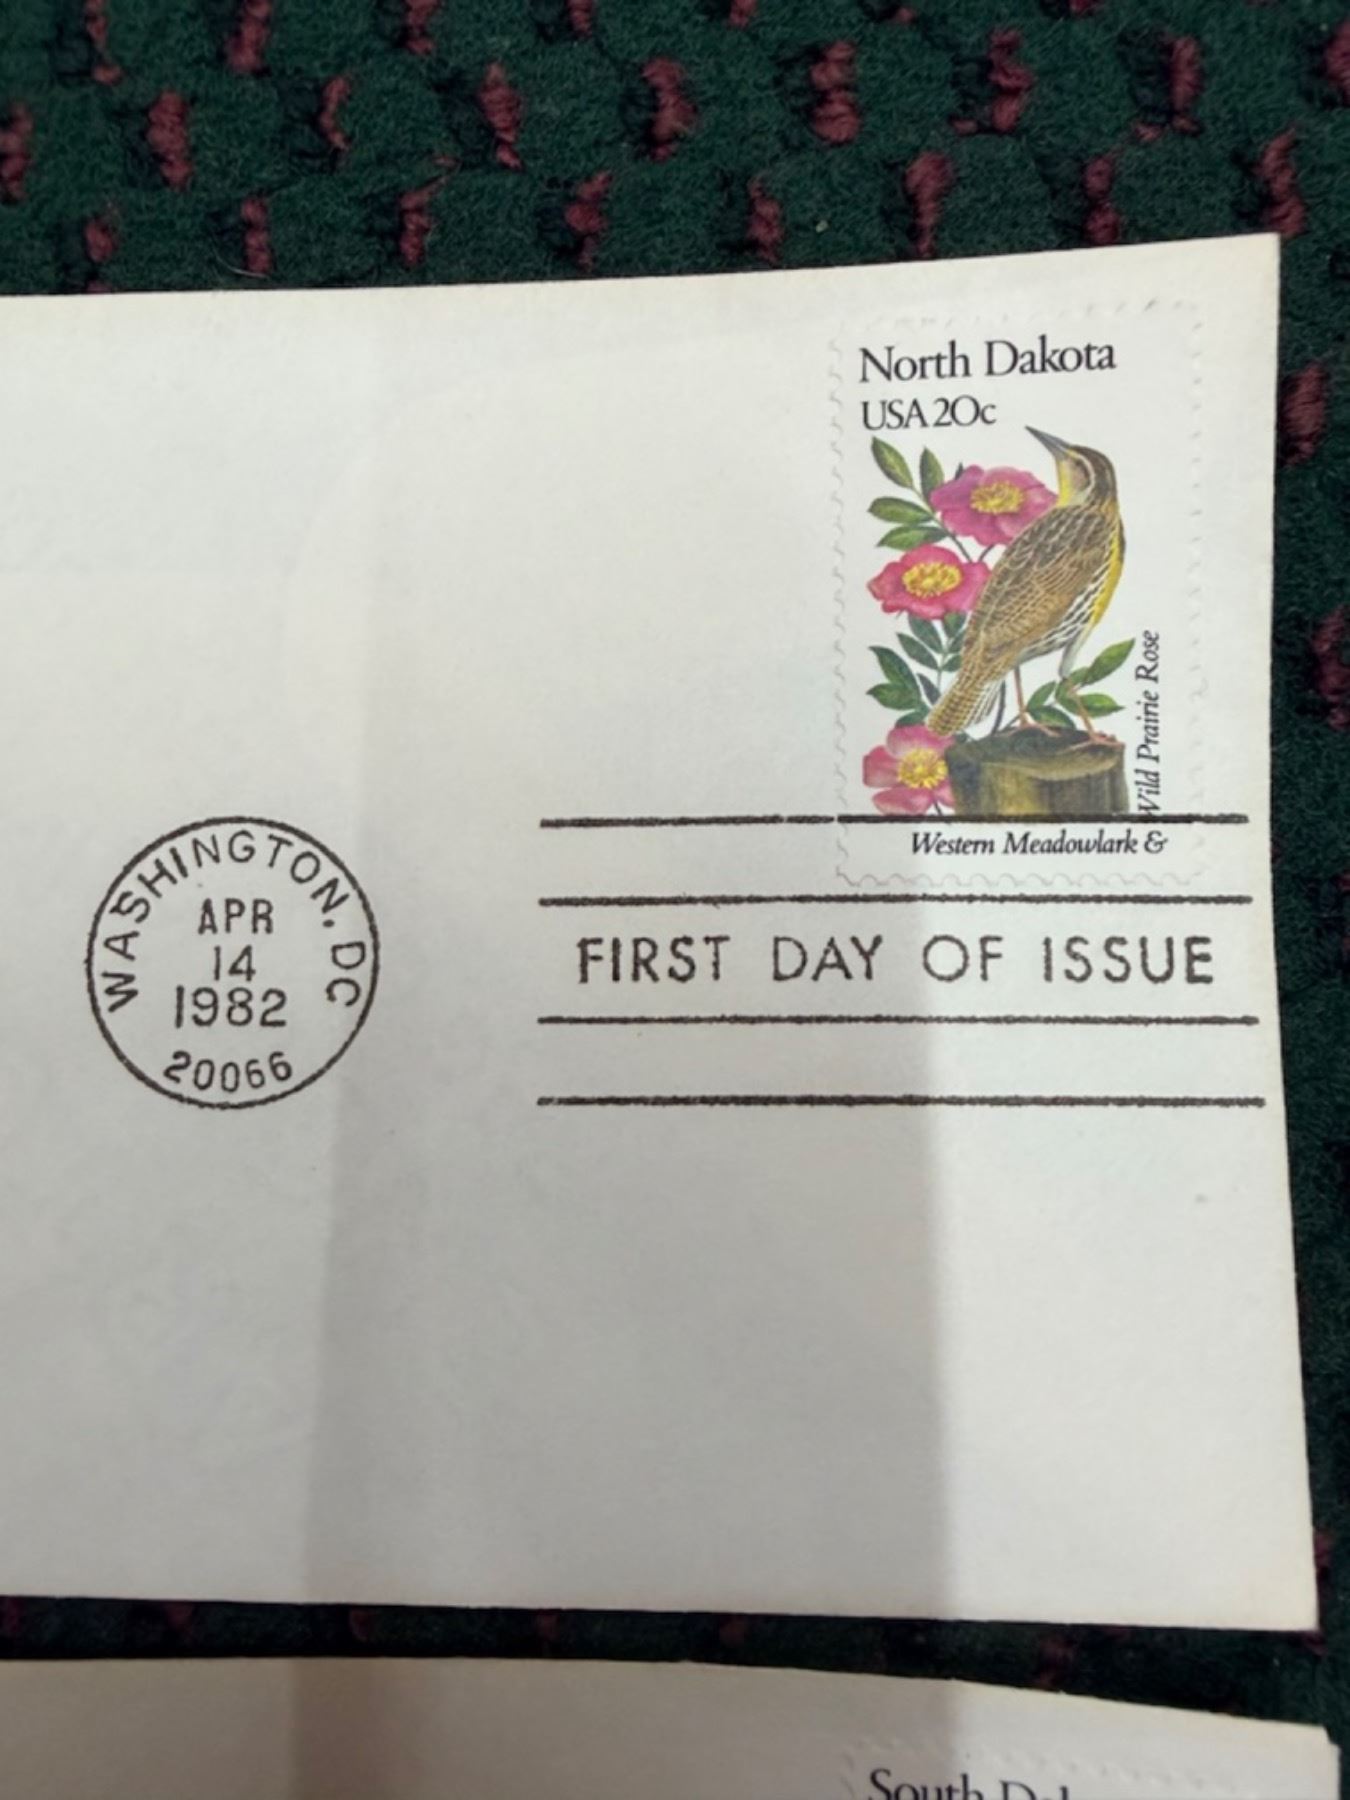 North Dakota
USA 20c
Wild Prairie Rose
Western Meadowlark &
WASHINGTON, DC
APR
14
1982
20066
FIRST DAY OF ISSUE
South